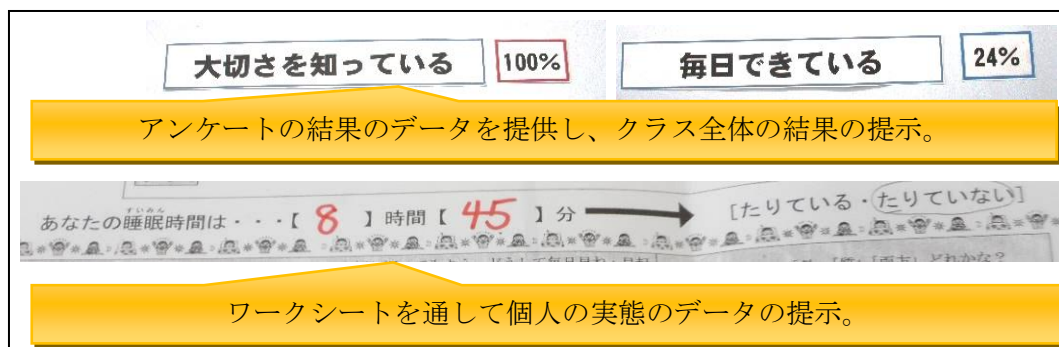 大切さを知っている 100% 毎日できている 24%
アンケートの結果のデータを提供し、クラス全体の結果の提示。
あなたの睡眠時間は・・・【 8 】時間【 45 】分 [たりている・たりていない]
ワークシートを通して個人の実態のデータの提示。